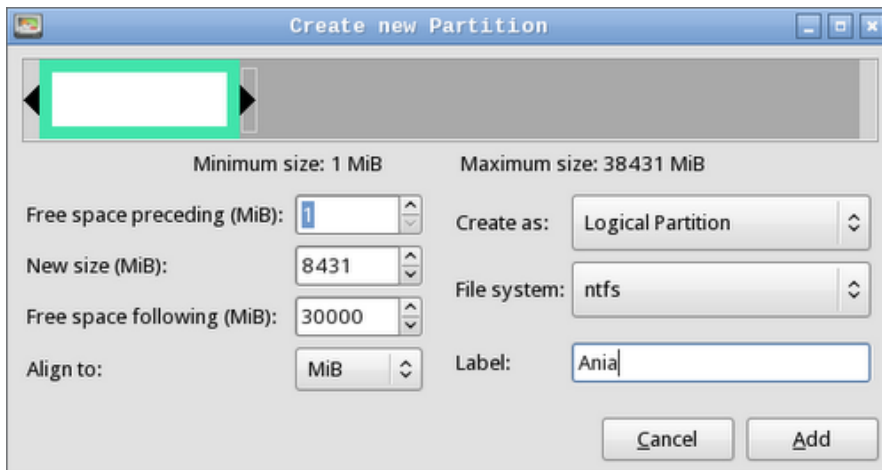 Create new Partition
Minimum size: 1 MiB Maximum size: 38431 MiB
Free space preceding (MiB): 1
Create as: Logical Partition
New size (MiB): 8431
File system: ntfs
Free space following (MiB): 30000
Label: Ania
Align to: MiB
Cancel Add